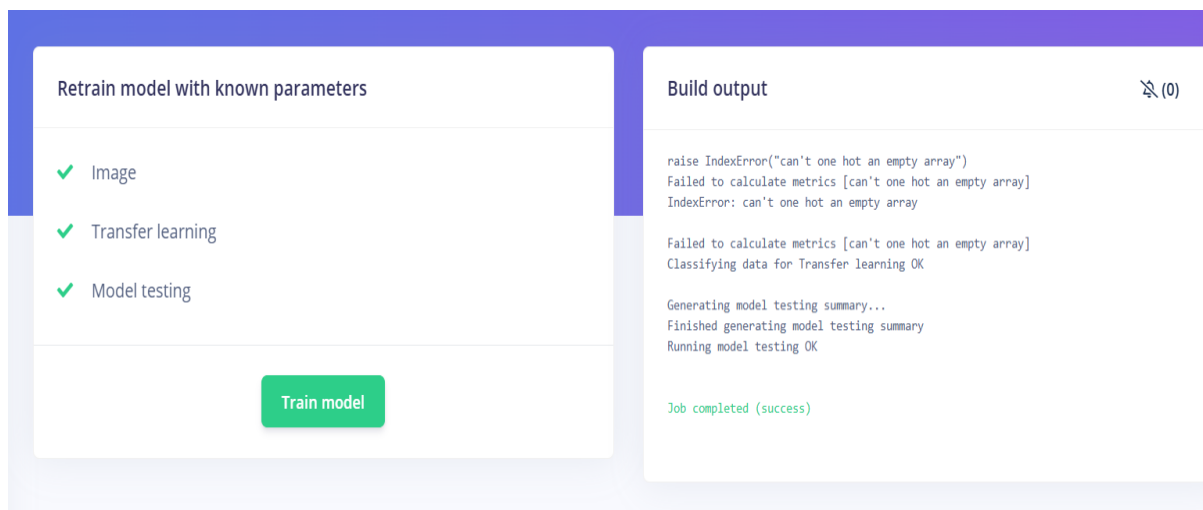 Retrain model with known parameters
Image
Transfer learning
Model testing
Train model
Build output
(0)
raise IndexError("can't one hot an empty array")
Failed to calculate metrics [can't one hot an empty array]
IndexError: can't one hot an empty array
Failed to calculate metrics [can't one hot an empty array]
Classifying data for Transfer learning OK
Generating model testing summary...
Finished generating model testing summary
Running model testing OK
Job completed (success)